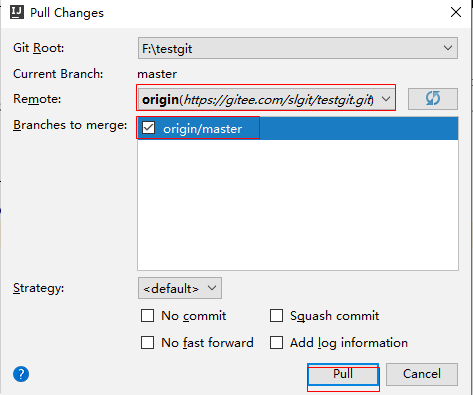 IJ Pull Changes
Git Root: F:\testgit
Current Branch: master
Remote: origin(https://gitee.com/slgit/testgit.git)
Branches to merge: origin/master
Strategy: <default>
No commit Squash commit
No fast forward Add log information
? Pull Cancel